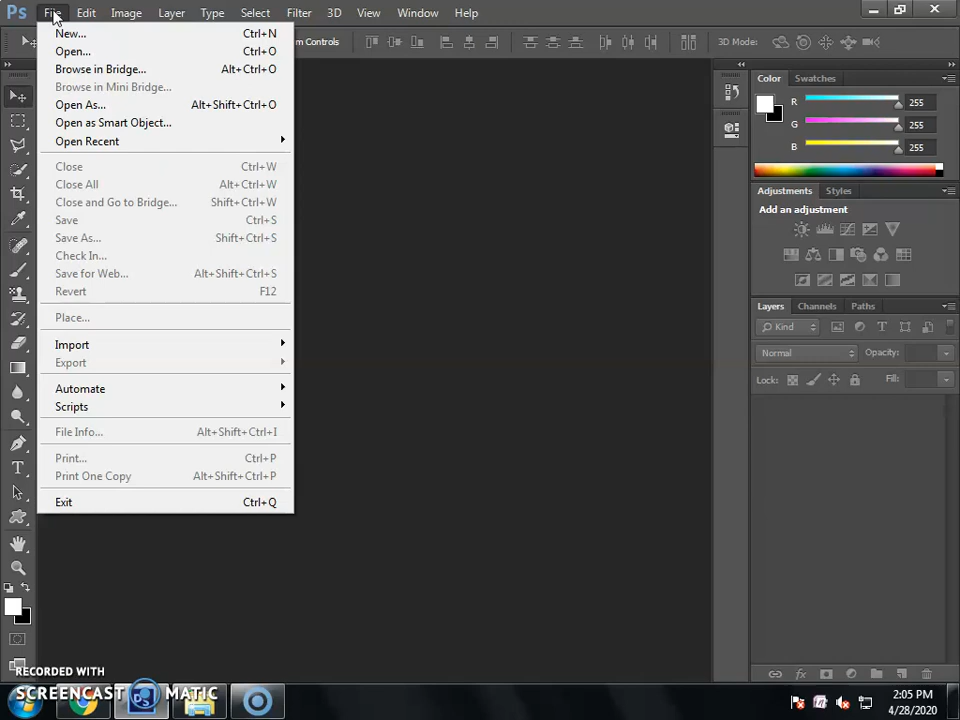 Ps File Edit Image Layer Type Select Filter 3D View Window Help
m Controls 3D Mode:
New... Ctrl+N
Open... Ctrl+O
Browse in Bridge... Alt+Ctrl+O
Browse in Mini Bridge...
Open As... Alt+Shift+Ctrl+O
Open as Smart Object...
Open Recent
Close Ctrl+W
Close All Alt+Ctrl+W
Close and Go to Bridge... Shift+Ctrl+W
Save Ctrl+S
Save As... Shift+Ctrl+S
Check In...
Save for Web... Alt+Shift+Ctrl+S
Revert F12
Place...
Import
Export
Automate
Scripts
File Info... Alt+Shift+Ctrl+I
Print... Ctrl+P
Print One Copy Alt+Shift+Ctrl+P
Exit Ctrl+Q
Color Swatches
R 255
G 255
B 255
Adjustments Styles
Add an adjustment
Layers Channels Paths
Kind
Normal Opacity:
Lock: Fill:
RECORDED WITH
SCREENCAST MATIC
2:05 PM
4/28/2020